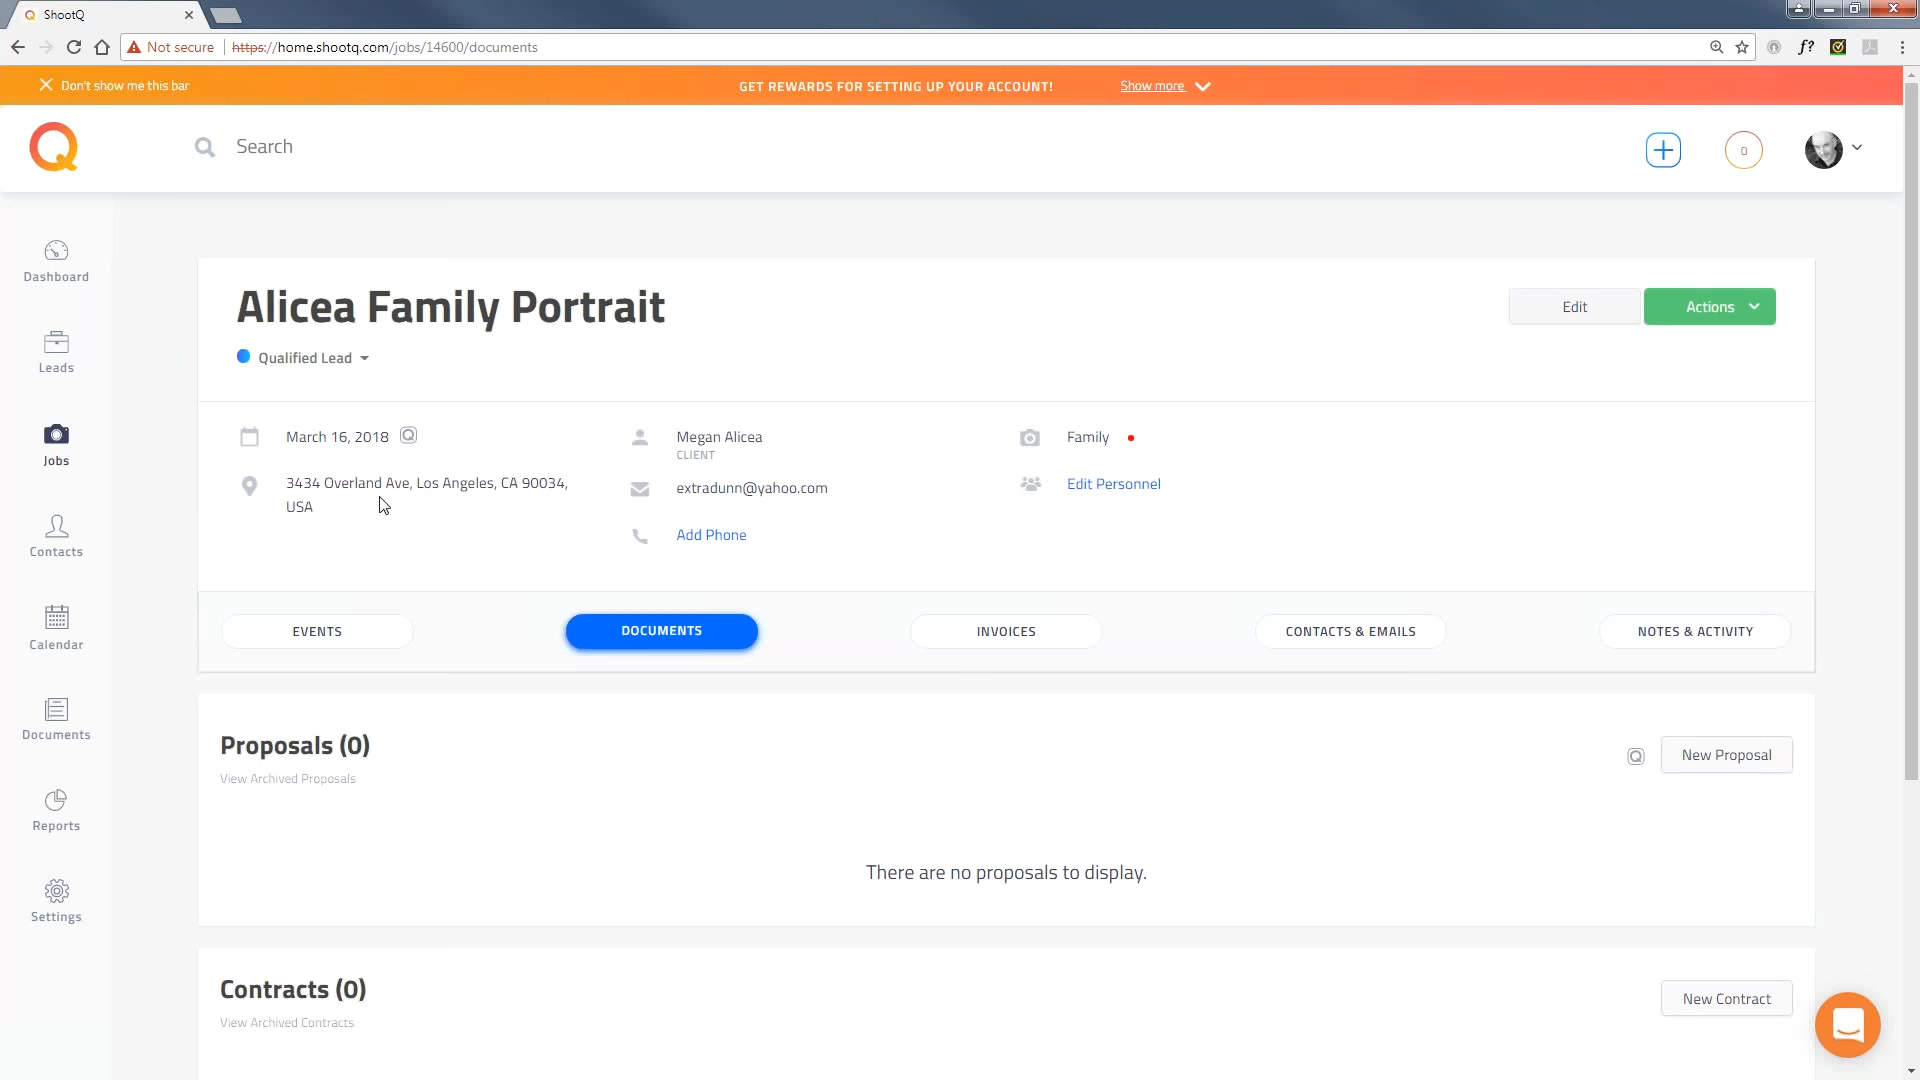 ShootQ
Not secure https://home.shootq.com/jobs/14600/documents
f?
Don't show me this bar
GET REWARDS FOR SETTING UP YOUR ACCOUNT!
Show more
Search
0
Dashboard
Leads
Jobs
Contacts
Calendar
Documents
Reports
Settings
Alicea Family Portrait
Edit
Actions
Qualified Lead
March 16, 2018
3434 Overland Ave, Los Angeles, CA 90034,
USA
Megan Alicea
CLIENT
extradunn@yahoo.com
Add Phone
Family
Edit Personnel
EVENTS
DOCUMENTS
INVOICES
CONTACTS & EMAILS
NOTES & ACTIVITY
Proposals (0)
View Archived Proposals
New Proposal
There are no proposals to display.
Contracts (0)
View Archived Contracts
New Contract